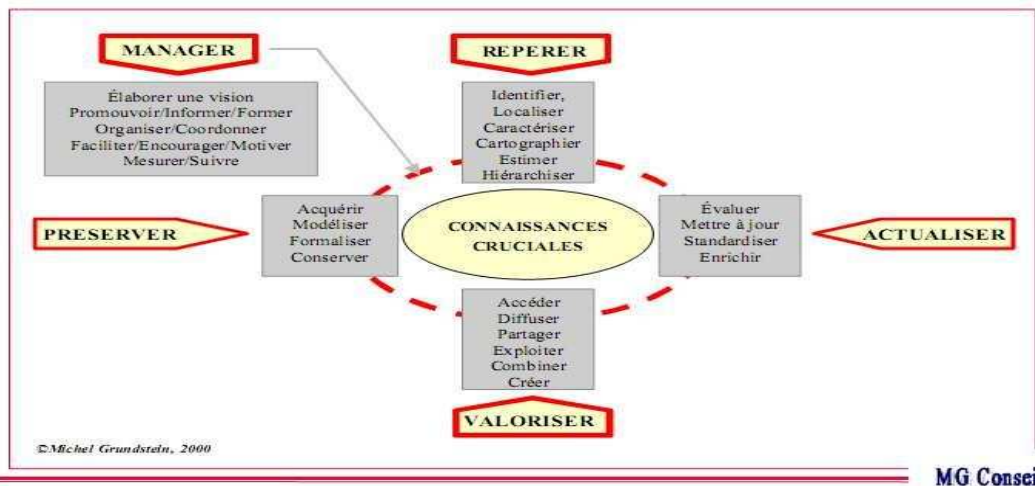 MANAGER
Élaborer une vision
Promouvoir/Informer/Former
Organiser/Coordonner
Faciliter/Encourager/Motiver
Mesurer/Suivre
REPERER
Identifier,
Localiser
Caractériser
Cartographier
Estimer
Hiérarchiser
PRESERVER
Acquérir
Modéliser
Formaliser
Conserver
CONNAISSANCES
CRUCIALES
Évaluer
Mettre à jour
Standardiser
Enrichir
ACTUALISER
Accéder
Diffuser
Partager
Exploiter
Combiner
Créer
VALORISER
©Michel Grundstein, 2000
MG Consei